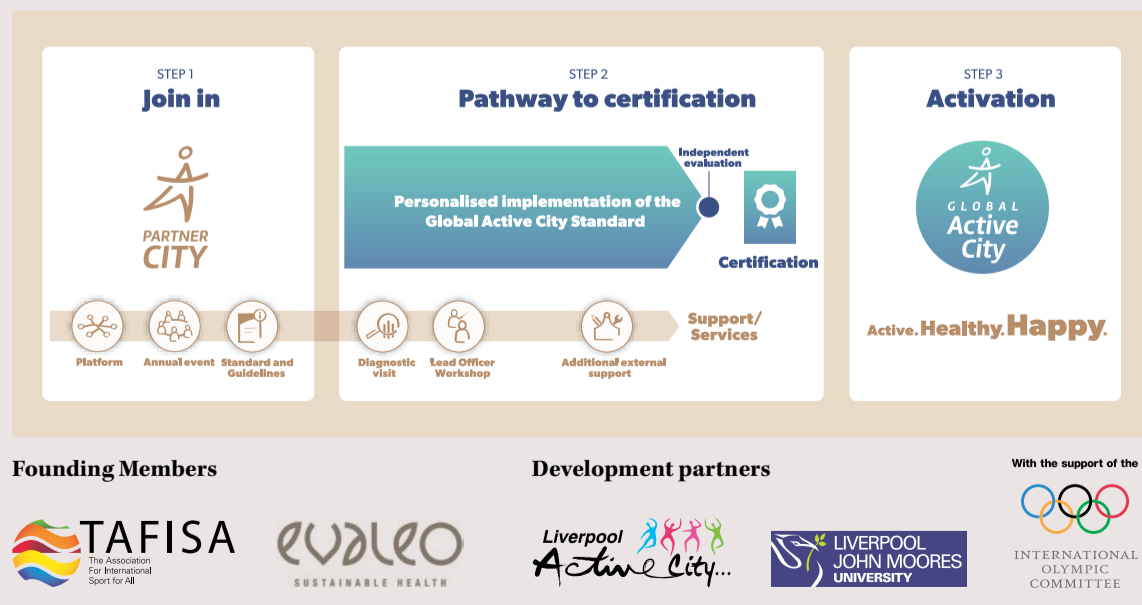 STEP 1
Join in
PARTNER
CITY
STEP 2
Pathway to certification
Personalised implementation of the
Global Active City Standard
Independent
evaluation
Certification
STEP 3
Activation
GLOBAL
Active
City
Active. Healthy. Happy.
Platform
Annual event
Standard and
Guidelines
Diagnostic
visit
Lead Officer
Workshop
Additional external
support
Support/
Services
Founding Members
TAFISA
The Association
For International
Sport for All
evaleo
SUSTAINABLE HEALTH
Development partners
Liverpool
Active City...
LIVERPOOL
JOHN MOORES
UNIVERSITY
With the support of the
INTERNATIONAL
OLYMPIC
COMMITTEE